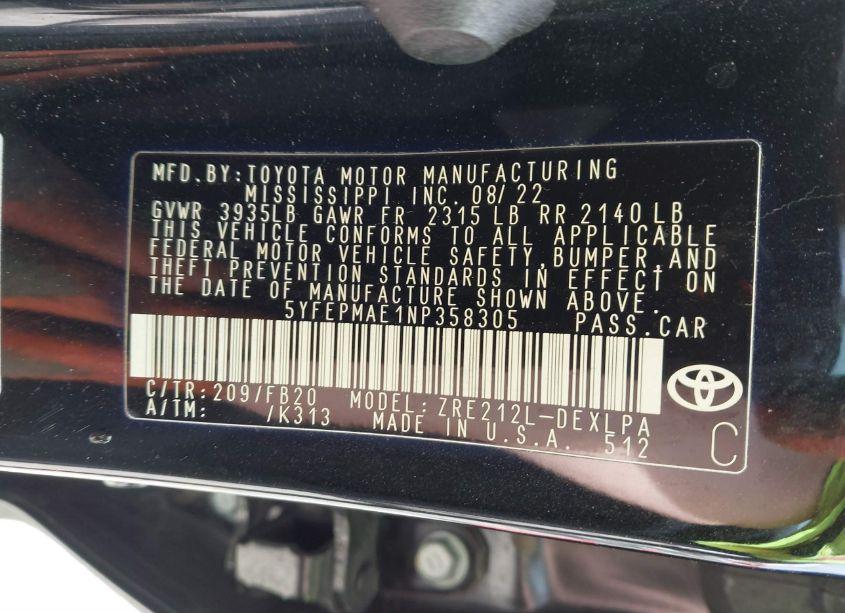 MFD.BY:TOYOTA MOTOR MANUFACTURING
MISSISSIPPI INC. 08/22
GVWR 3935LB GAWR FR 2315 LB RR 2140 LB
THIS VEHICLE CONFORMS TO ALL APPLICABLE
FEDERAL MOTOR VEHICLE SAFETY,BUMPER,AND
THEFT PREVENTION STANDARDS IN EFFECT ON
THE DATE OF MANUFACTURE SHOWN ABOVE.
5YFEPMAE1NP358305 PASS.CAR
C/TR:209/FB20 MODEL:ZRE212L-DEXLPA
A/TM: /K313 MADE IN U.S.A. 512
C